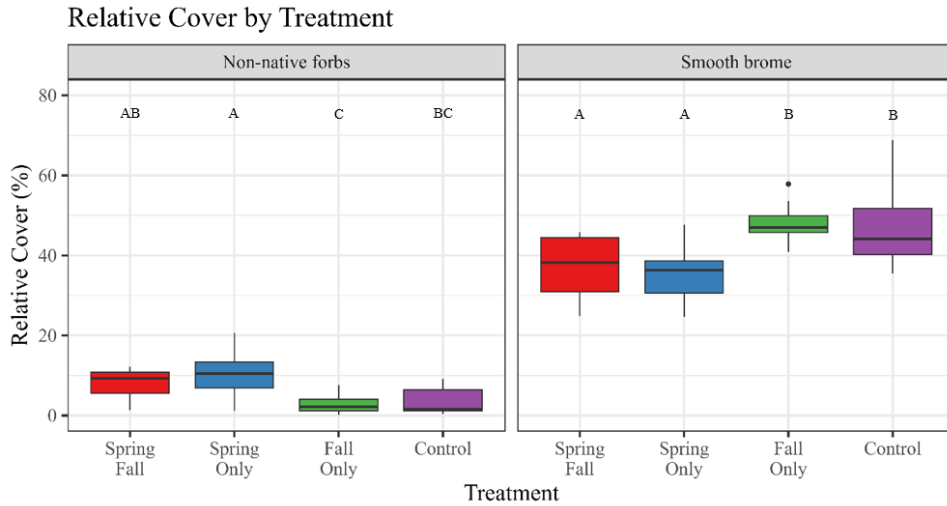 Relative Cover by Treatment
Non-native forbs
Smooth brome
80
60
40
20
0
Relative Cover (%)
AB
A
C
BC
A
A
B
B
Spring
Fall
Spring
Only
Fall
Only
Control
Spring
Fall
Spring
Only
Fall
Only
Control
Treatment